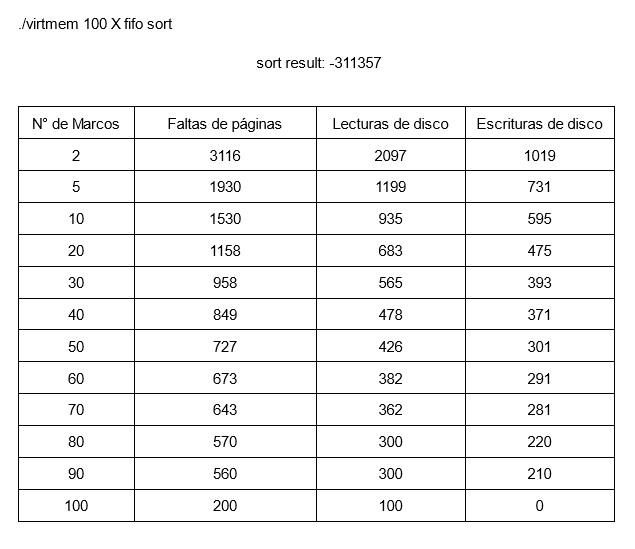 ./virtmem 100 X fifo sort
sort result: -311357
N° de Marcos Faltas de páginas Lecturas de disco Escrituras de disco
2 3116 2097 1019
5 1930 1199 731
10 1530 935 595
20 1158 683 475
30 958 565 393
40 849 478 371
50 727 426 301
60 673 382 291
70 643 362 281
80 570 300 220
90 560 300 210
100 200 100 0